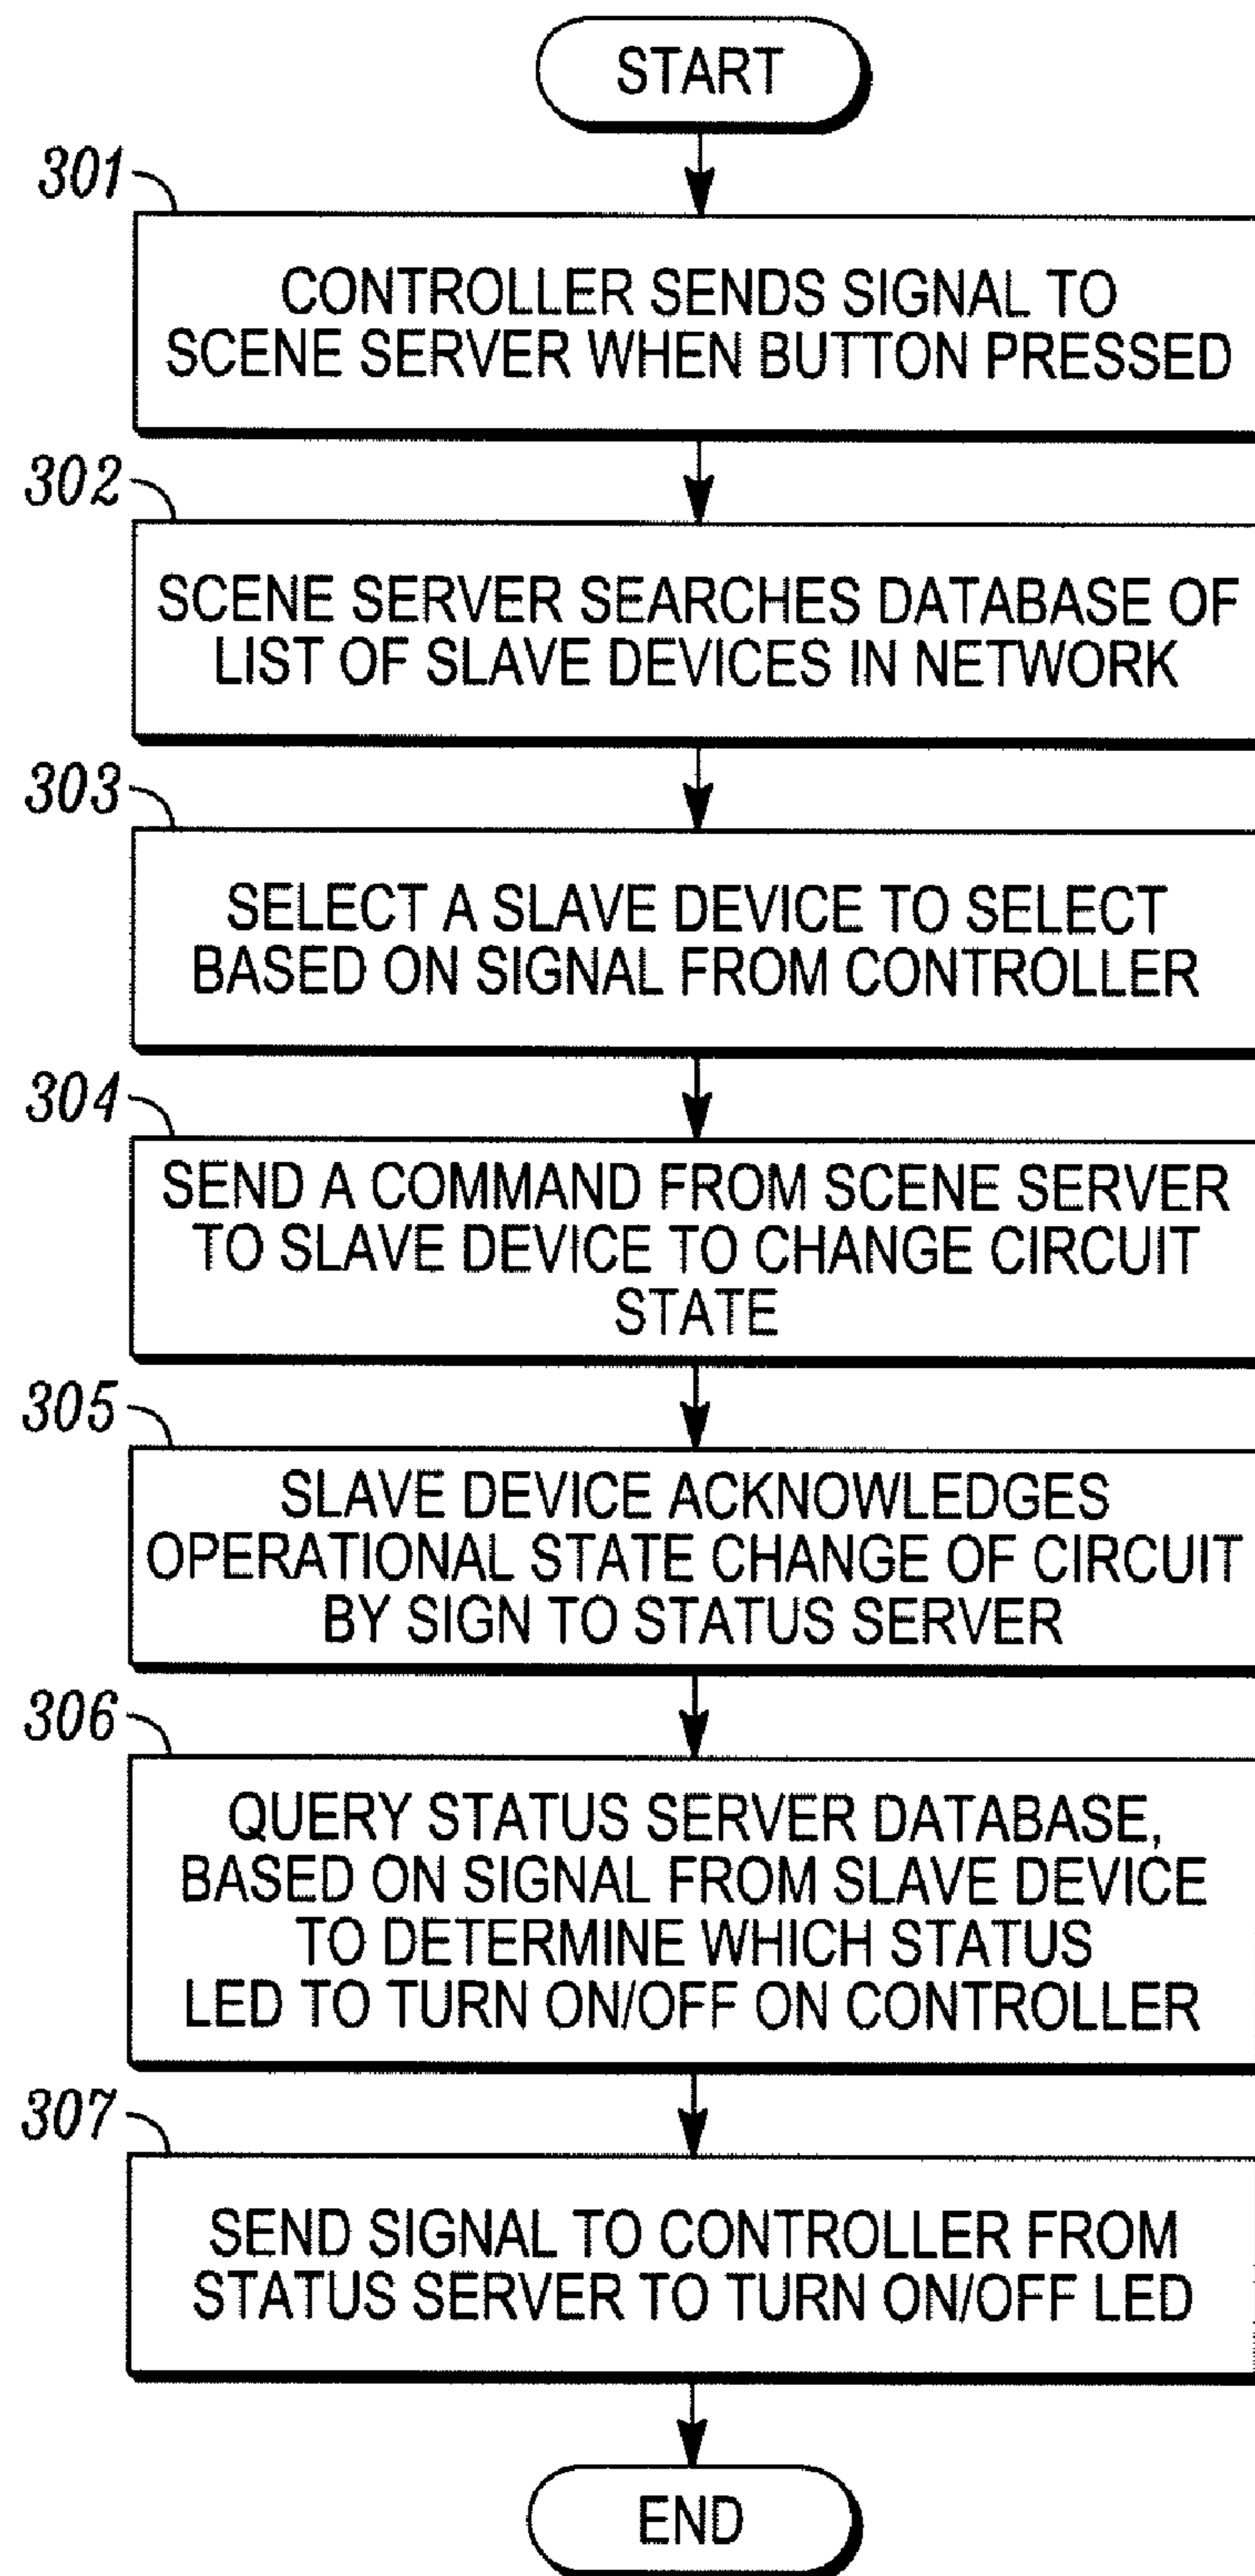 START
301
CONTROLLER SENDS SIGNAL TO
SCENE SERVER WHEN BUTTON PRESSED
302
SCENE SERVER SEARCHES DATABASE OF
LIST OF SLAVE DEVICES IN NETWORK
303
SELECT A SLAVE DEVICE TO SELECT
BASED ON SIGNAL FROM CONTROLLER
304
SEND A COMMAND FROM SCENE SERVER
TO SLAVE DEVICE TO CHANGE CIRCUIT
STATE
305
SLAVE DEVICE ACKNOWLEDGES
OPERATIONAL STATE CHANGE OF CIRCUIT
BY SIGN TO STATUS SERVER
306
QUERY STATUS SERVER DATABASE,
BASED ON SIGNAL FROM SLAVE DEVICE
TO DETERMINE WHICH STATUS
LED TO TURN ON/OFF ON CONTROLLER
307
SEND SIGNAL TO CONTROLLER FROM
STATUS SERVER TO TURN ON/OFF LED
END